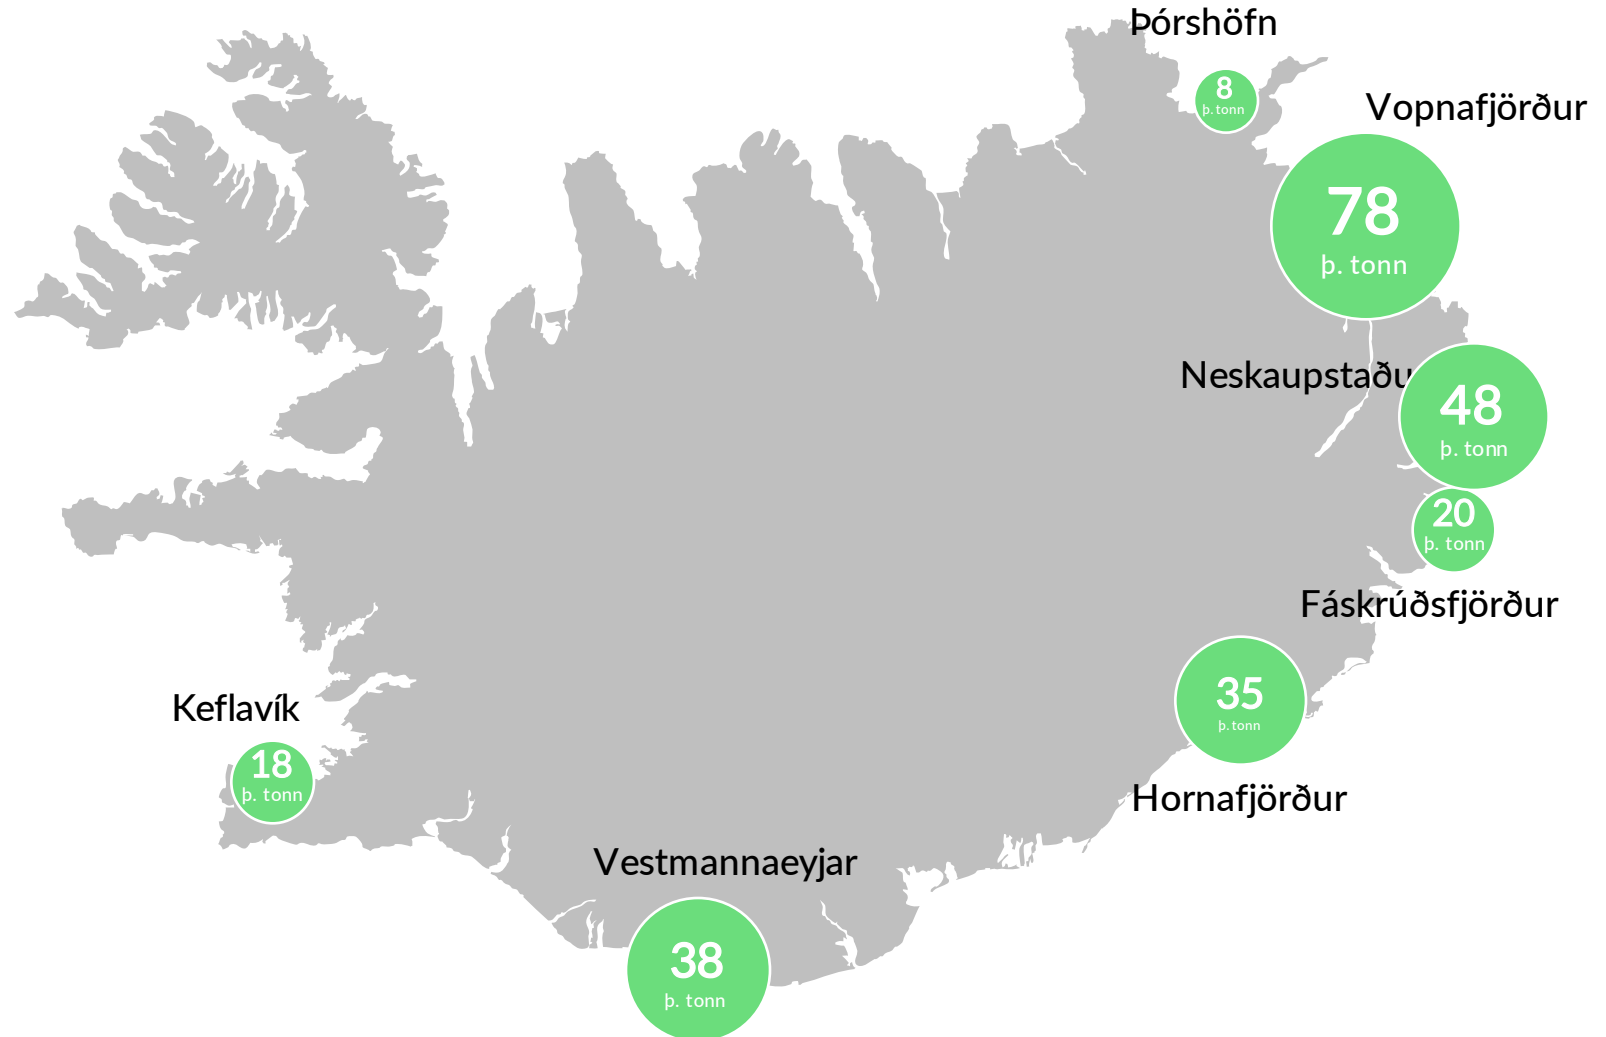 Þórshöfn
8
þ. tonn
Vopnafjörður
78
þ. tonn
Neskaupstaðu
48
þ. tonn
20
þ. tonn
Fáskrúðsfjörður
35
þ. tonn
Hornafjörður
Keflavík
18
þ. tonn
Vestmannaeyjar
38
þ. tonn